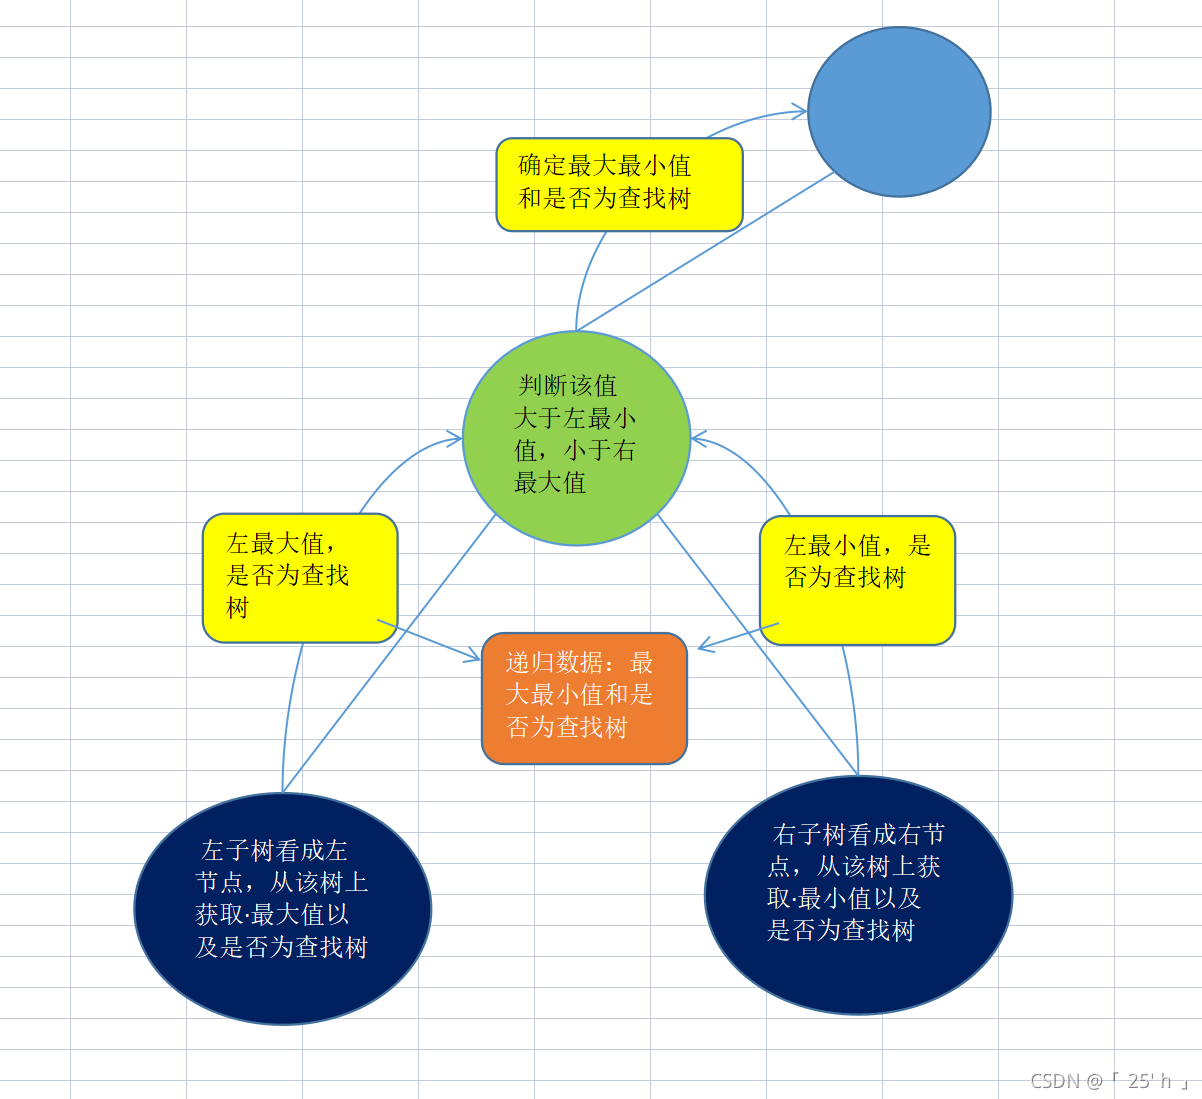 确定最大最小值
和是否为查找树
判断该值
大于左最小
值，小于右
最大值
左最大值，
是否为查找
树
左最小值，是
否为查找树
递归数据：最
大最小值和是
否为查找树
左子树看成左
节点，从该树上
获取·最大值以
及是否为查找树
右子树看成右节
点，从该树上获
取·最小值以及
是否为查找树
CSDN @「 25' h 」